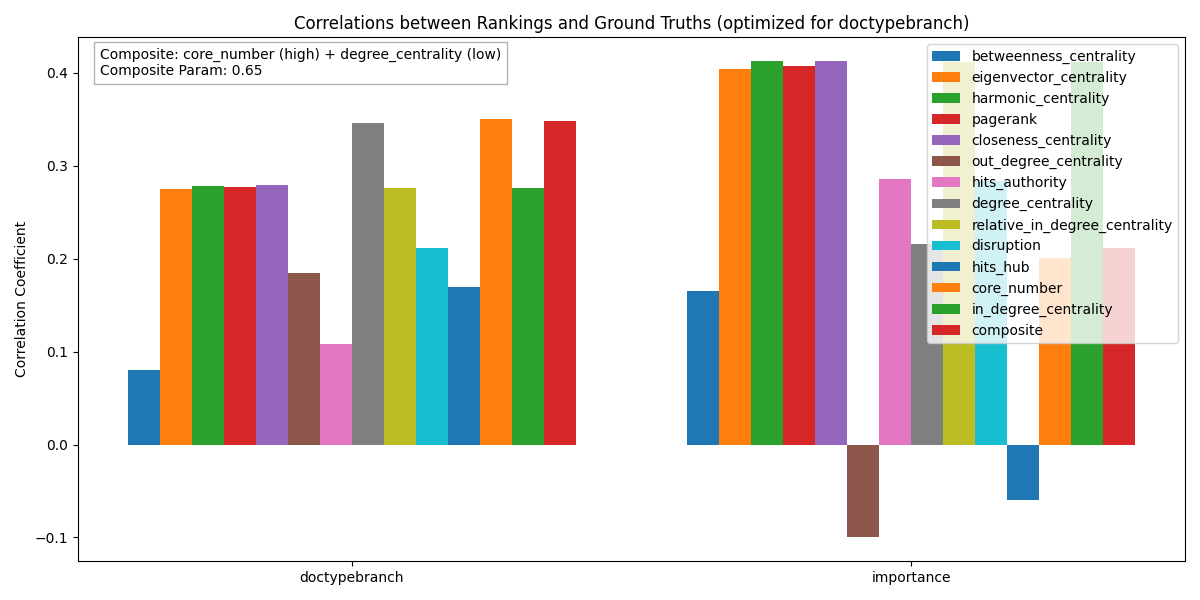 Correlations between Rankings and Ground Truths (optimized for doctypebranch)
Composite: core_number (high) + degree_centrality (low)
Composite Param: 0.65
betweenness_centrality
eigenvector_centrality
harmonic_centrality
pagerank
closeness_centrality
out_degree_centrality
hits_authority
degree_centrality
relative_in_degree_centrality
disruption
hits_hub
core_number
in_degree_centrality
composite
Correlation Coefficient
0.4
0.3
0.2
0.1
0.0
−0.1
doctypebranch
importance